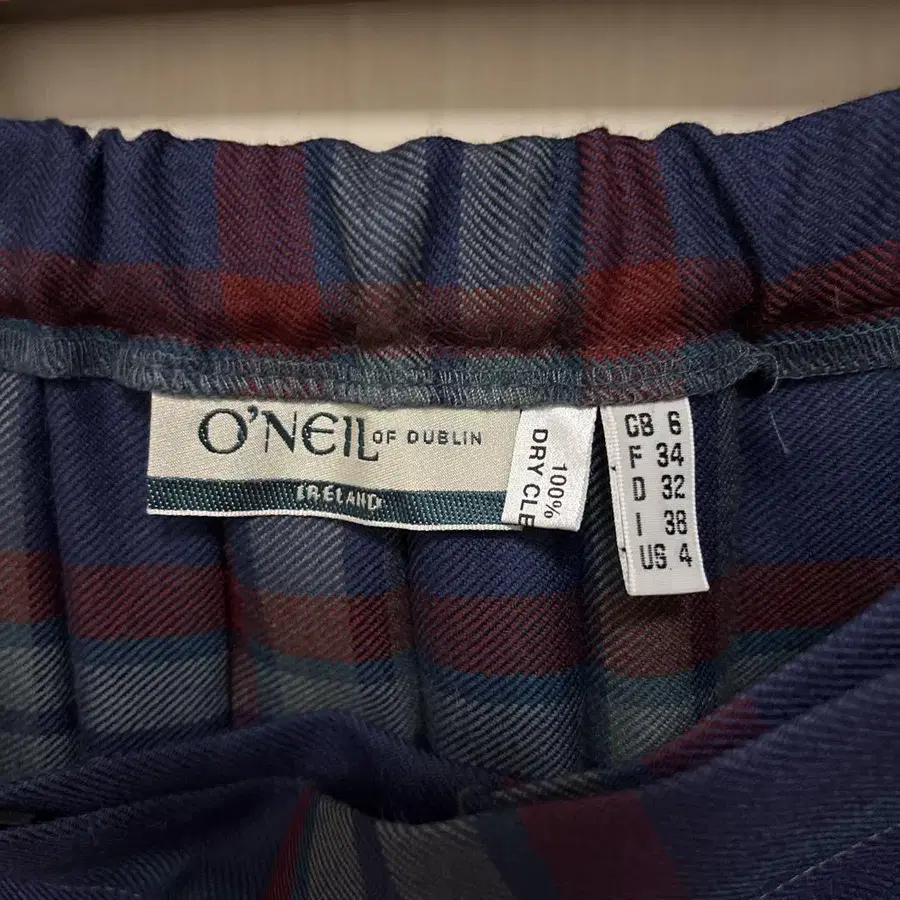 O'NEIL OF DUBLIN
IRELAND
100%
DRY CLE
GB 6
F 34
D 32
I 38
US 4